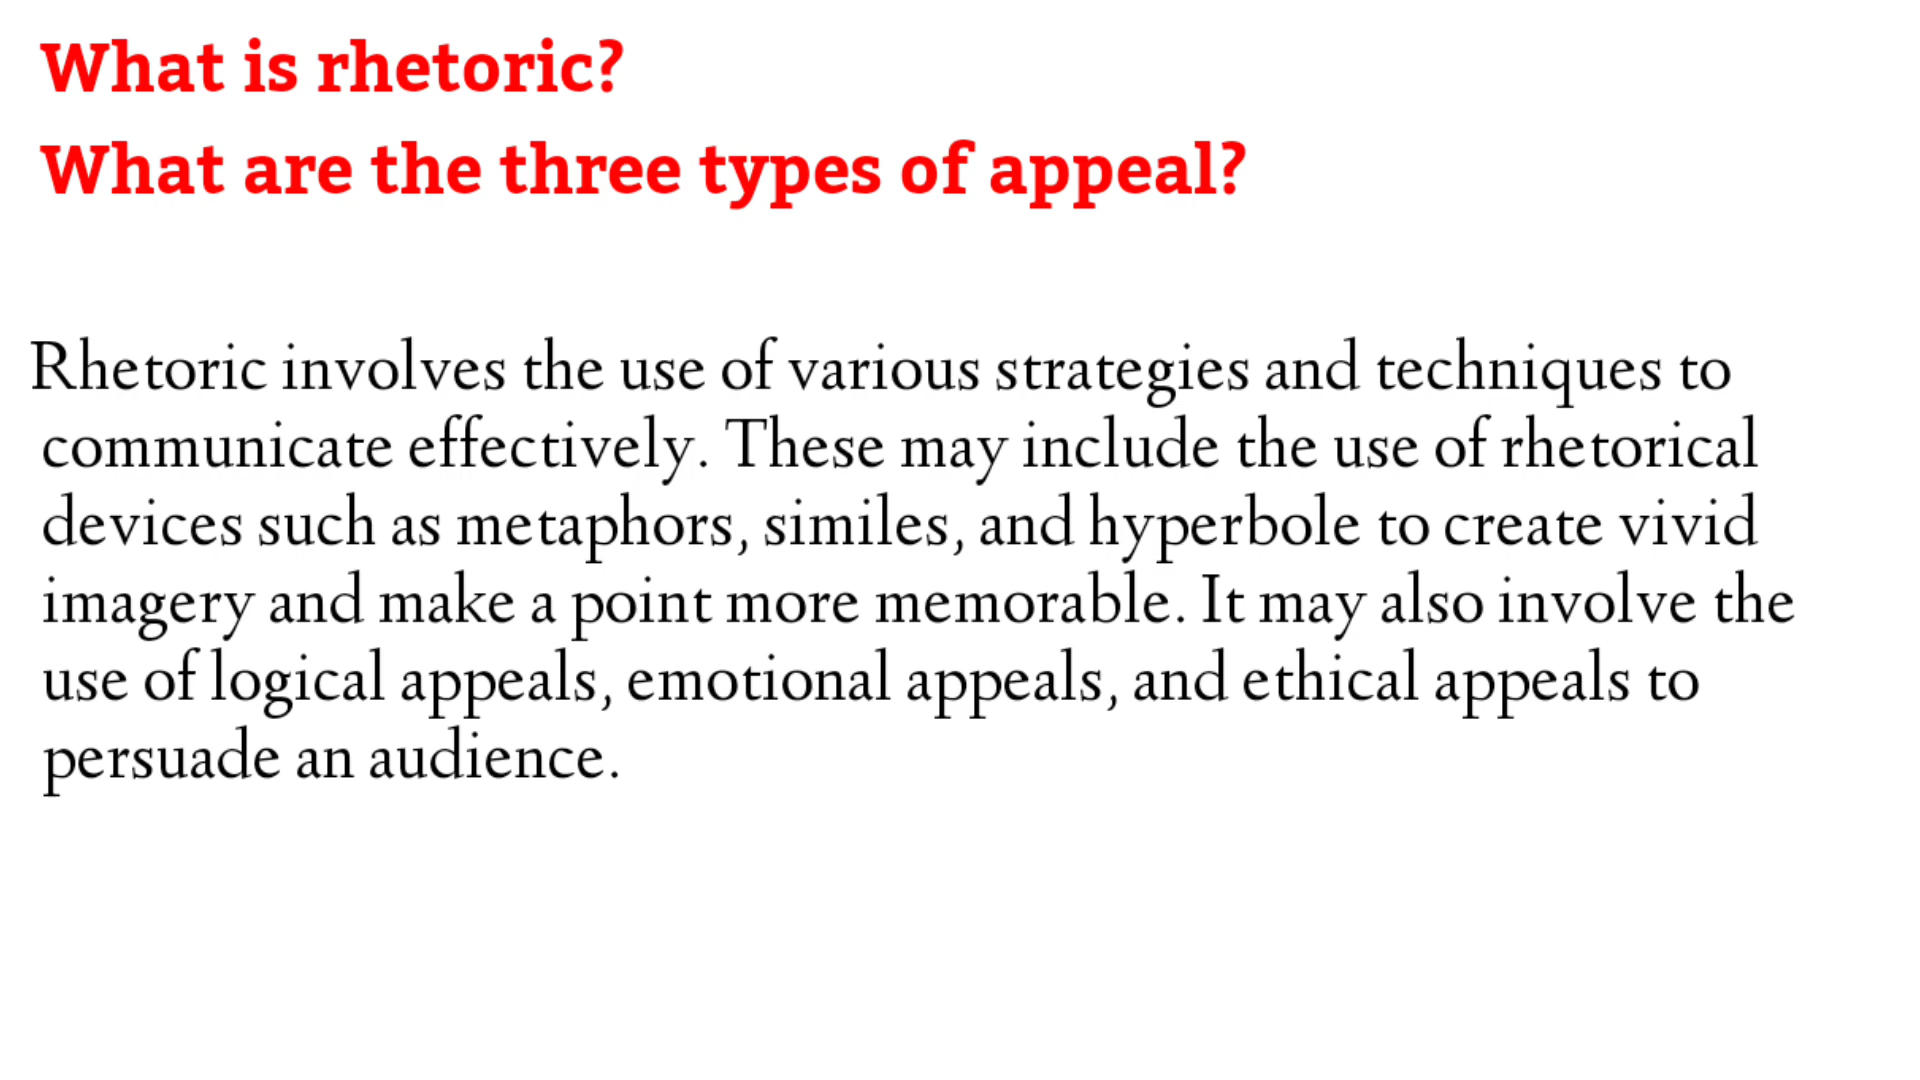 What is rhetoric?
What are the three types of appeal?
Rhetoric involves the use of various strategies and techniques to
communicate effectively. These may include the use of rhetorical
devices such as metaphors, similes, and hyperbole to create vivid
imagery and make a point more memorable. It may also involve the
use of logical appeals, emotional appeals, and ethical appeals to
persuade an audience.